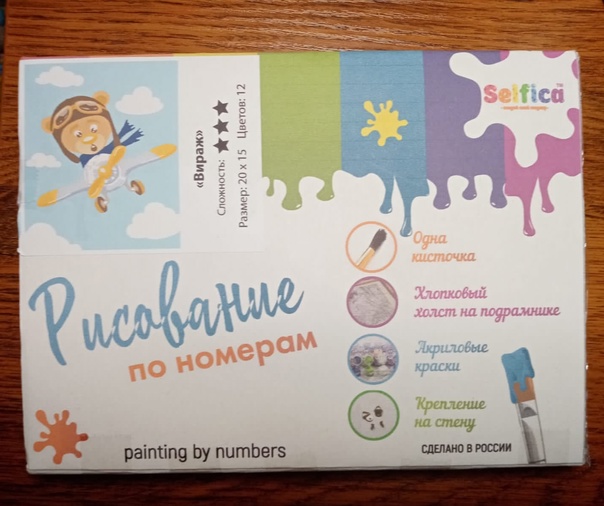 «Вираж»
Сложность: ★★★
Размер: 20 х 15 Цветов: 12
Selfica™
Рисование
по номерам
painting by numbers
Одна
кисточка
Хлопковый
холст на подрамнике
Акриловые
краски
Крепление
на стену
СДЕЛАНО В РОССИИ